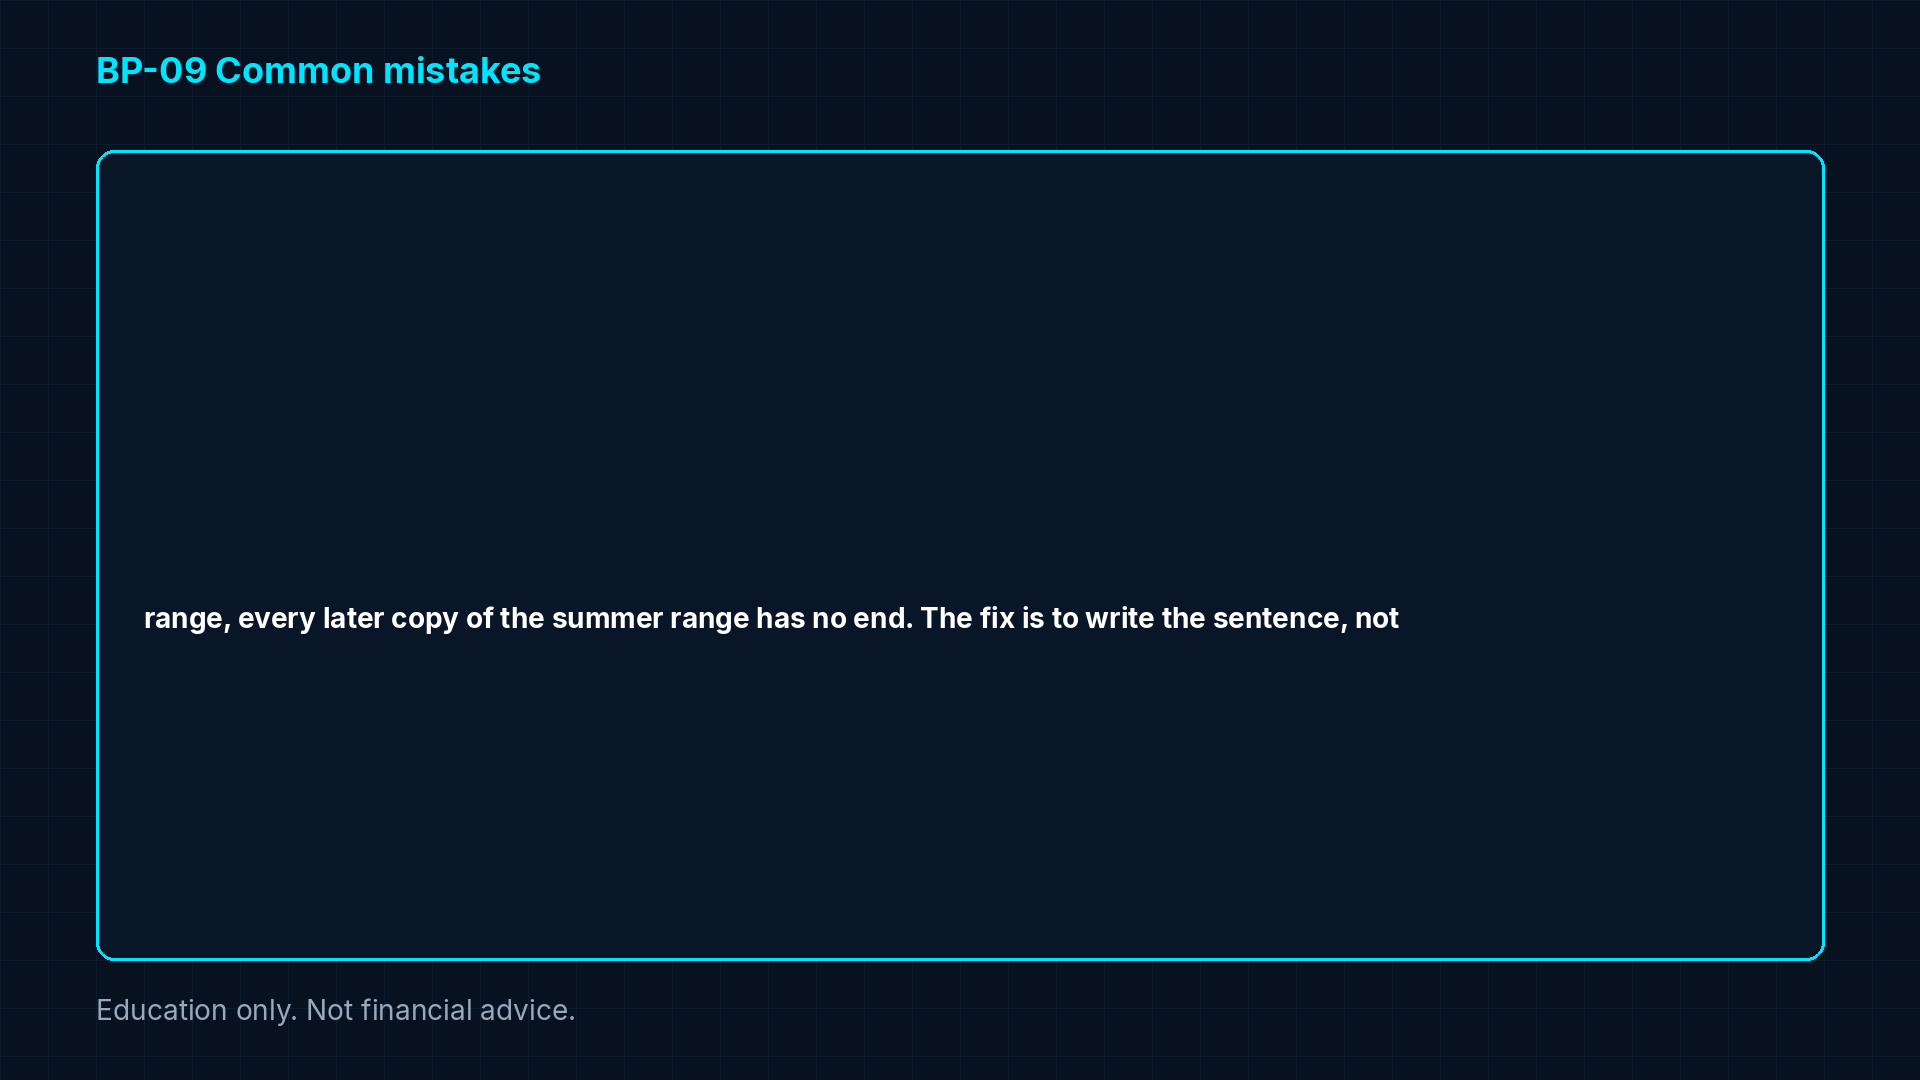 BP-09 Common mistakes
range, every later copy of the summer range has no end. The fix is to write the sentence, not
Education only. Not financial advice.